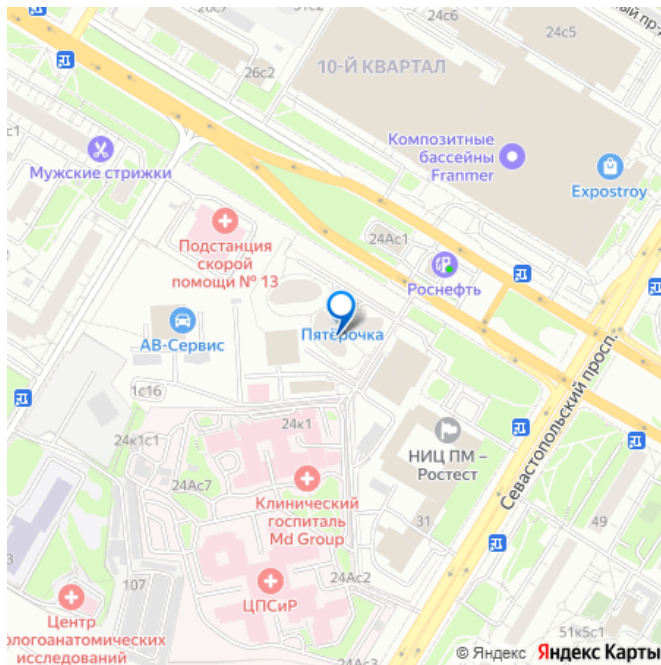 24с6
24с5
26с2
10-Й КВАРТАЛ
Композитные
бассейны
Franmer
Expostroy
Мужские стрижки
Подстанция
скорой
помощи № 13
24Ас1
Роснефть
Пятёрочка
АВ-Сервис
1с16
Севастопольский просп.
24к1
24к1с1
24Ас7
НИЦ ПМ –
Ростест
Клинический
госпиталь
Md Group
31
49
ЦПСиР
107
24Ас2
Центр
ологоанатомических
исследований
24Ас3
51к5с1
© Яндекс Яндекс Карты